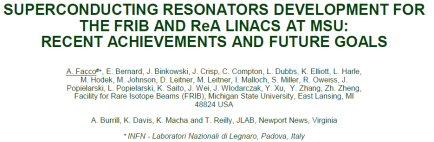 SUPERCONDUCTING RESONATORS DEVELOPMENT FOR
THE FRIB AND ReA LINACS AT MSU:
RECENT ACHIEVEMENTS AND FUTURE GOALS
A. Facco#*, E. Bernard, J. Binkowski, J. Crisp, C. Compton, L. Dubbs, K. Elliott, L. Harle,
M. Hodek, M. Johnson, D. Leitner, M. Leitner, I. Malloch, S. Miller, R. Oweiss, J.
Popielarski, L. Popielarski, K. Saito, J. Wei, J. Wlodarczak, Y. Xu, Y. Zhang, Zh. Zheng,
Facility for Rare Isotope Beams (FRIB), Michigan State University, East Lansing, MI
48824 USA
A. Burrill, K. Davis, K. Macha and T. Reilly, JLAB, Newport News, Virginia
* INFN - Laboratori Nazionali di Legnaro, Padova, Italy